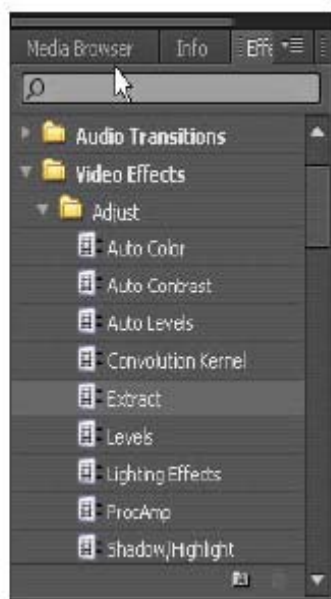 Media Browser Info Effe
Audio Transitions
Video Effects
Adjust
Auto Color
Auto Contrast
Auto Levels
Convolution Kernel
Extract
Levels
Lighting Effects
ProcAmp
Shadow/Highlight